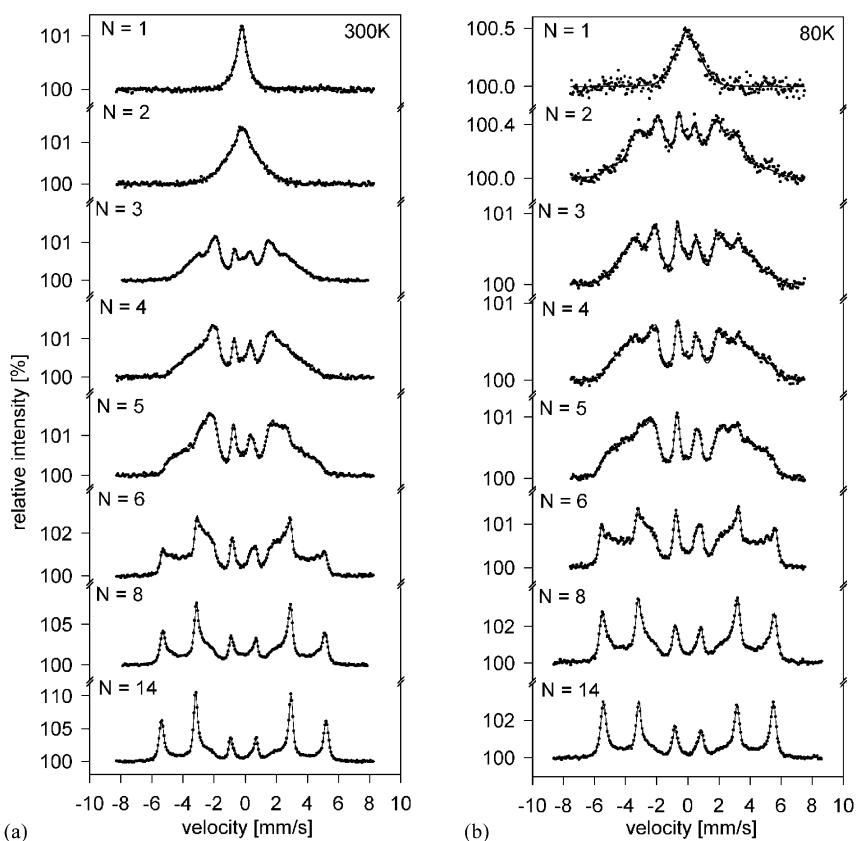 N = 1 300K
101
100
N = 2
101
100
N = 3
101
100
N = 4
101
100
N = 5
101
100
N = 6
102
100
N = 8
105
100
N = 14
110
105
100
-10 -8 -6 -4 -2 0 2 4 6 8 10
velocity [mm/s]
relative intensity [%]
(a)
N = 1 80K
100.5
100.0
N = 2
100.4
100.0
N = 3
101
100
N = 4
101
100
N = 5
101
100
N = 6
101
100
N = 8
102
100
N = 14
102
100
-10 -8 -6 -4 -2 0 2 4 6 8 10
velocity [mm/s]
(b)